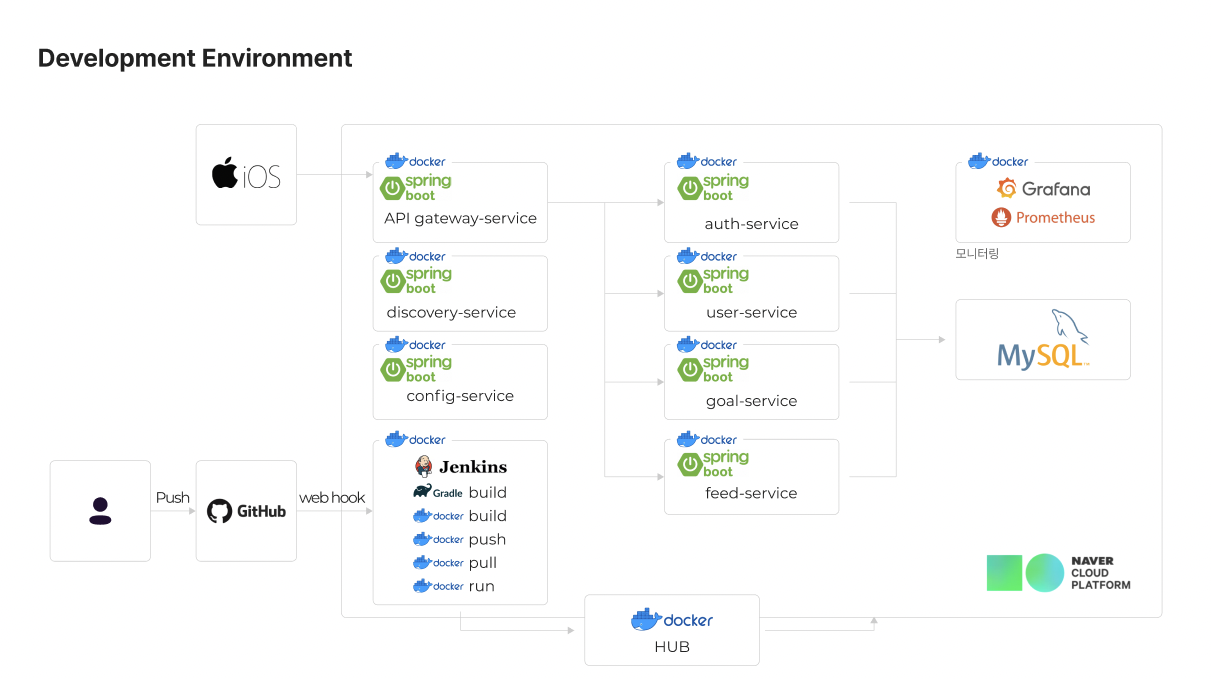 Development Environment
iOS
docker
spring
boot
API gateway-service
docker
spring
boot
discovery-service
docker
spring
boot
config-service
docker
Jenkins
Gradle build
docker build
docker push
docker pull
docker run
docker
spring
boot
auth-service
docker
spring
boot
user-service
docker
spring
boot
goal-service
docker
spring
boot
feed-service
docker
Grafana
Prometheus
모니터링
MySQL
Push
GitHub
web hook
NAVER
CLOUD
PLATFORM
docker
HUB